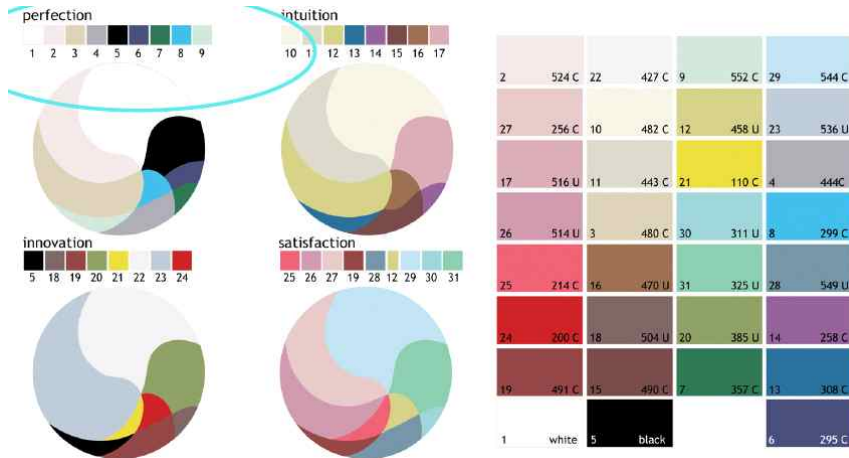 perfection
1 2 3 4 5 6 7 8 9
intuition
10 11 12 13 14 15 16 17
innovation
5 18 19 20 21 22 23 24
satisfaction
25 26 27 19 28 12 29 30 31
2 524 C 22 427 C 9 552 C 29 544 C
27 256 C 10 482 C 12 458 U 23 536 U
17 516 U 11 443 C 21 110 C 4 444C
26 514 U 3 480 C 30 311 U 8 299 C
25 214 C 16 470 U 31 325 U 28 549 U
24 200 C 18 504 U 20 385 U 14 258 C
19 491 C 15 490 C 7 357 C 13 308 C
1 white 5 black 6 295 C